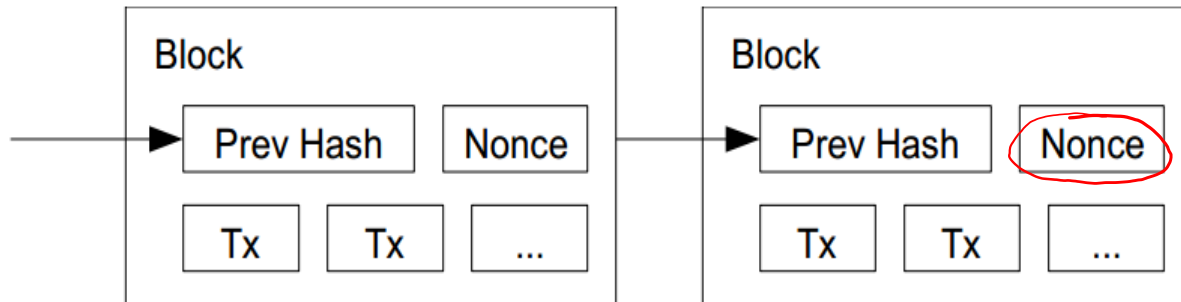 Block
Prev Hash Nonce
Tx Tx ...
Block
Prev Hash Nonce
Tx Tx ...